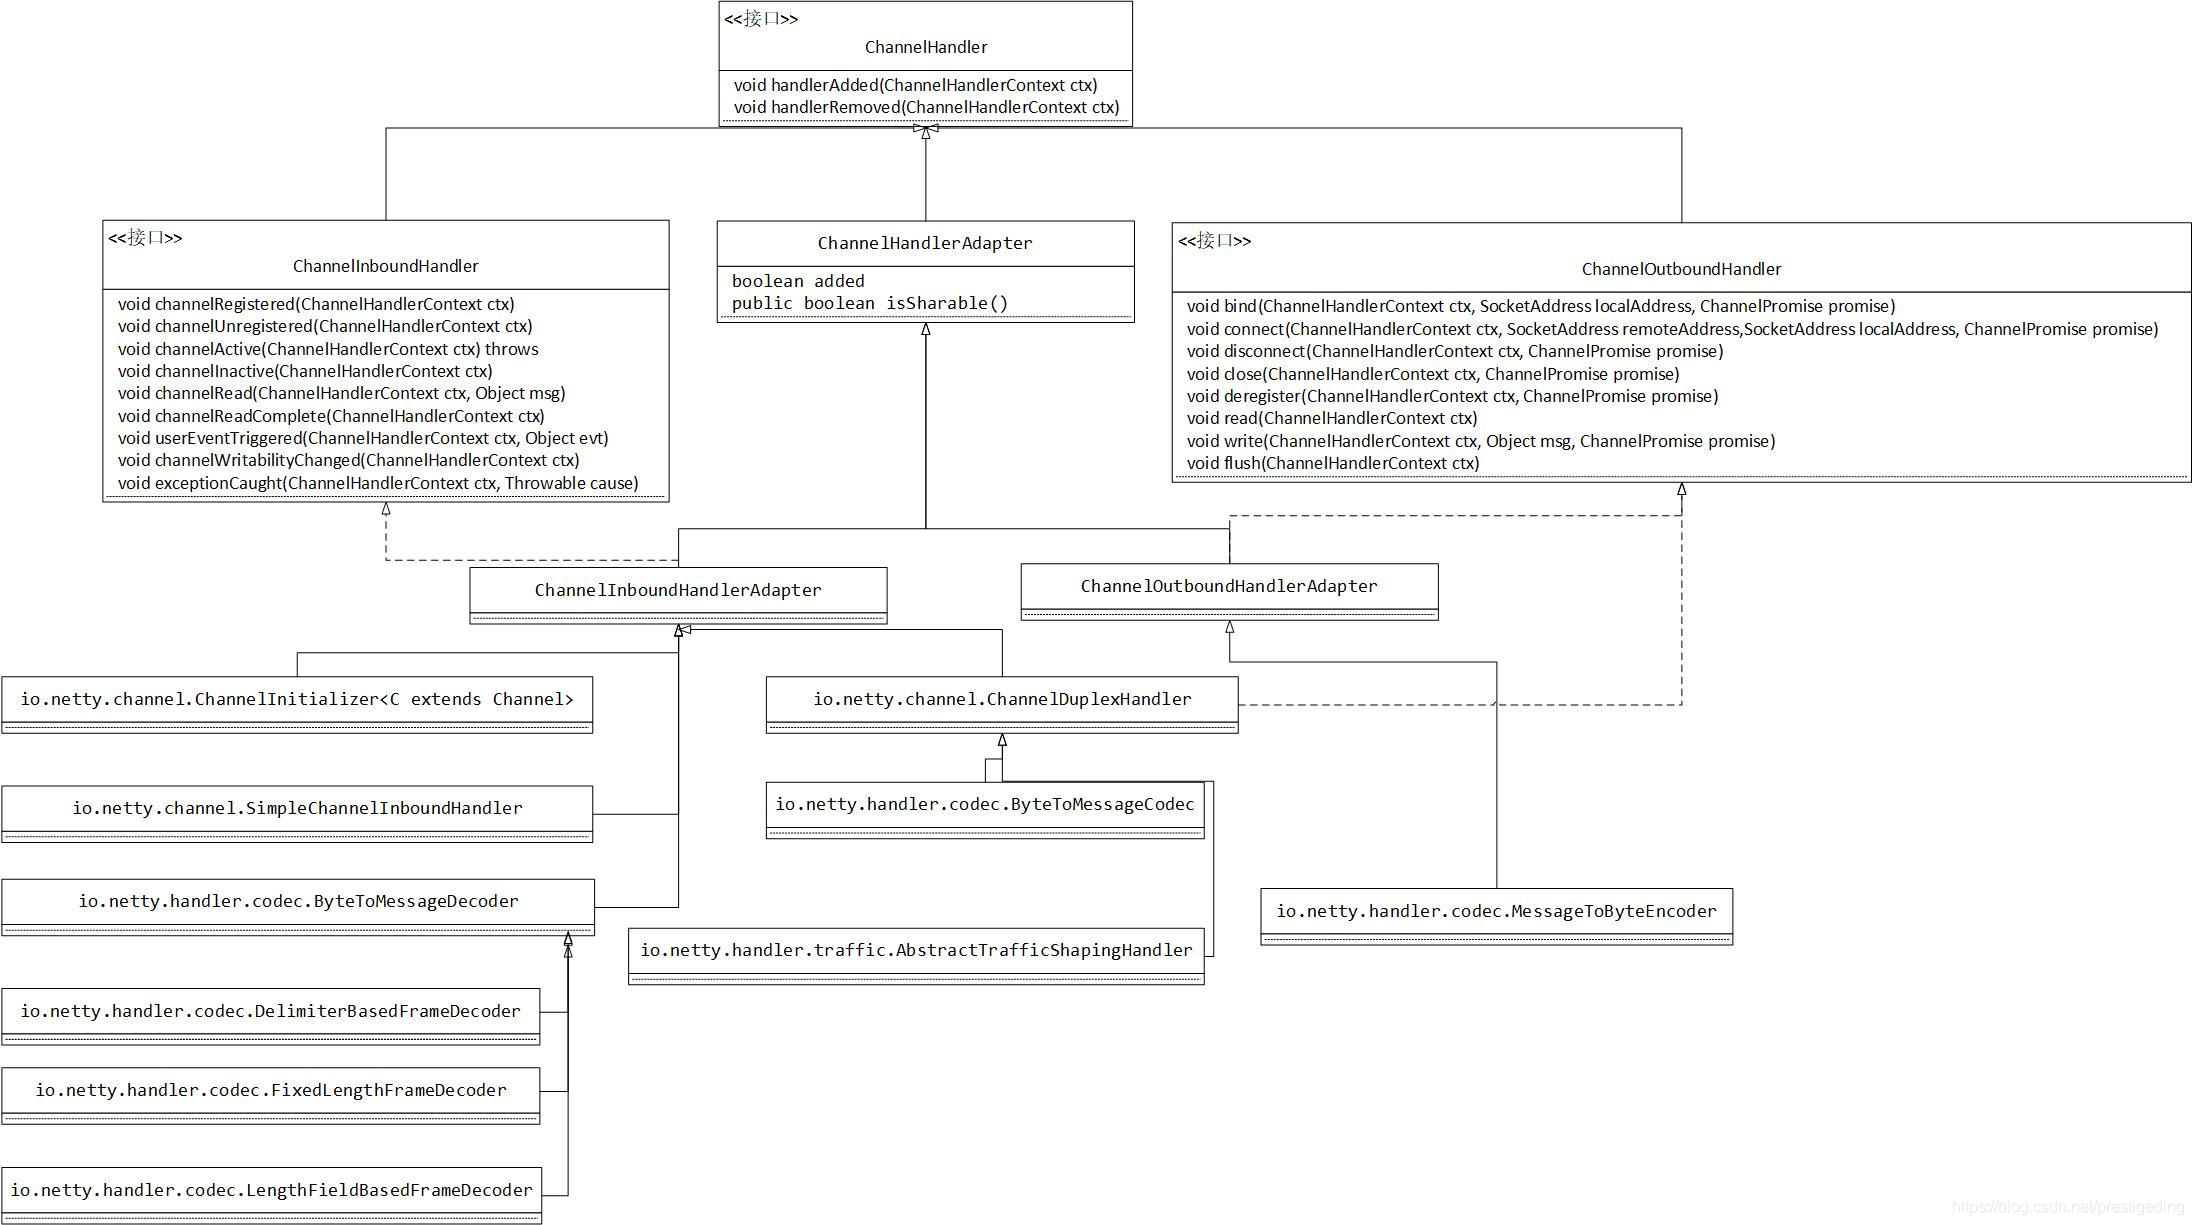 <<接口>>
ChannelHandler
void handlerAdded(ChannelHandlerContext ctx)
void handlerRemoved(ChannelHandlerContext ctx)
<<接口>>
ChannelInboundHandler
void channelRegistered(ChannelHandlerContext ctx)
void channelUnregistered(ChannelHandlerContext ctx)
void channelActive(ChannelHandlerContext ctx) throws
void channelInactive(ChannelHandlerContext ctx)
void channelRead(ChannelHandlerContext ctx, Object msg)
void channelReadComplete(ChannelHandlerContext ctx)
void userEventTriggered(ChannelHandlerContext ctx, Object evt)
void channelWritabilityChanged(ChannelHandlerContext ctx)
void exceptionCaught(ChannelHandlerContext ctx, Throwable cause)
ChannelHandlerAdapter
boolean added
public boolean isSharable()
<<接口>>
ChannelOutboundHandler
void bind(ChannelHandlerContext ctx, SocketAddress localAddress, ChannelPromise promise)
void connect(ChannelHandlerContext ctx, SocketAddress remoteAddress,SocketAddress localAddress, ChannelPromise promise)
void disconnect(ChannelHandlerContext ctx, ChannelPromise promise)
void close(ChannelHandlerContext ctx, ChannelPromise promise)
void deregister(ChannelHandlerContext ctx, ChannelPromise promise)
void read(ChannelHandlerContext ctx)
void write(ChannelHandlerContext ctx, Object msg, ChannelPromise promise)
void flush(ChannelHandlerContext ctx)
ChannelInboundHandlerAdapter
ChannelOutboundHandlerAdapter
io.netty.channel.ChannelInitializer<C extends Channel>
io.netty.channel.ChannelDuplexHandler
io.netty.channel.SimpleChannelInboundHandler
io.netty.handler.codec.ByteToMessageCodec
io.netty.handler.codec.ByteToMessageDecoder
io.netty.handler.codec.MessageToByteEncoder
io.netty.handler.traffic.AbstractTrafficShapingHandler
io.netty.handler.codec.DelimiterBasedFrameDecoder
io.netty.handler.codec.FixedLengthFrameDecoder
io.netty.handler.codec.LengthFieldBasedFrameDecoder
https://blog.csdn.net/prestigeding